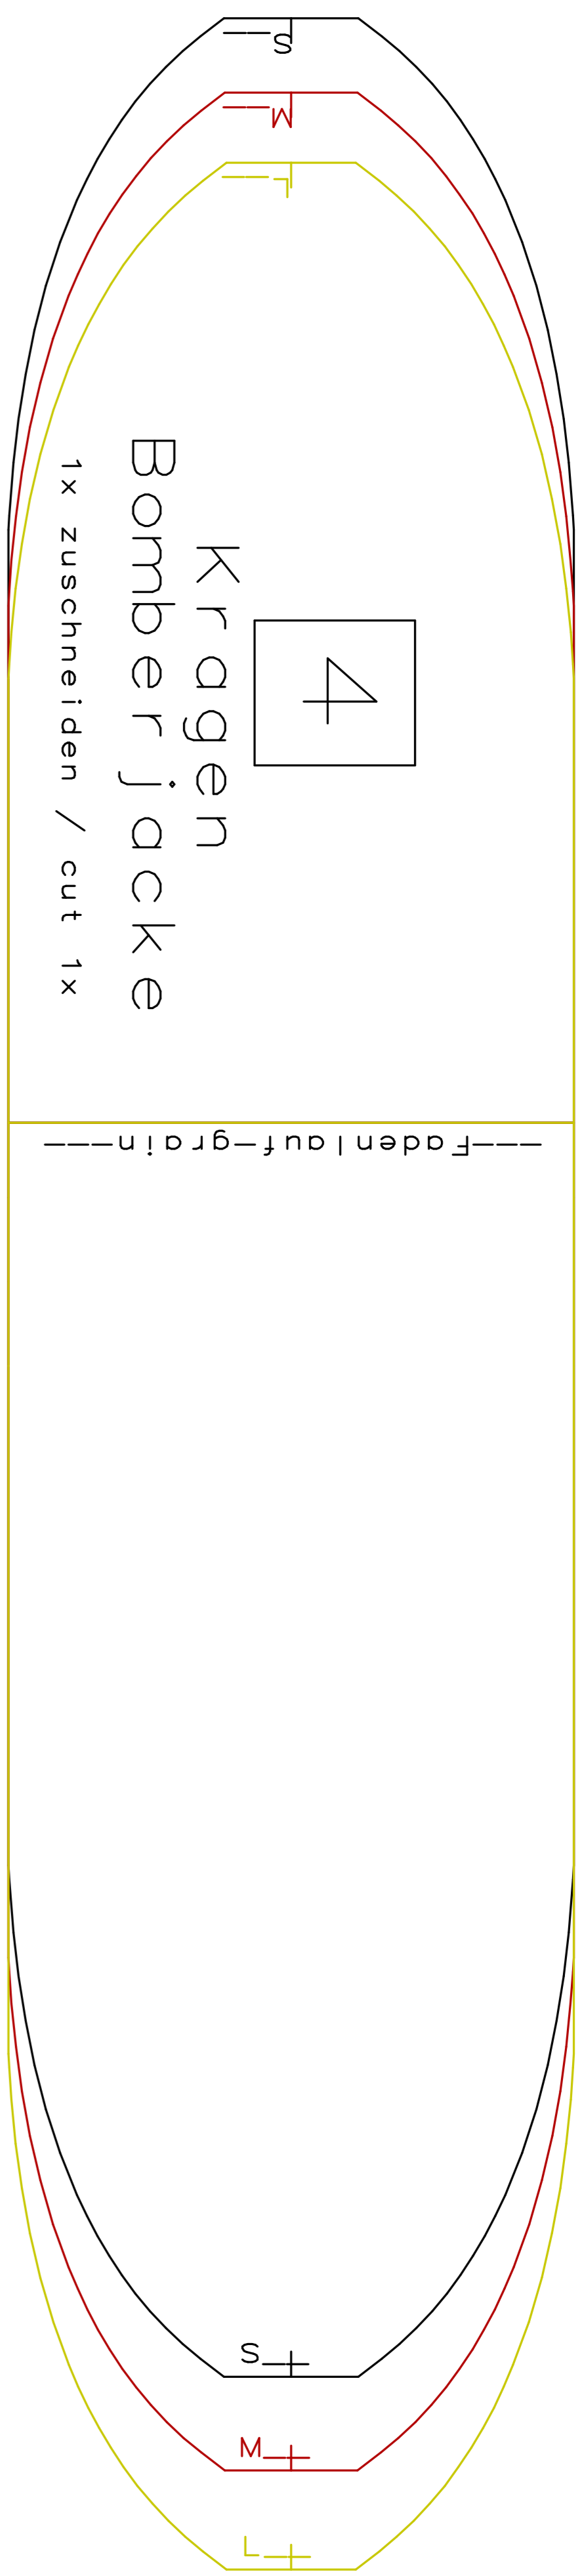 S
M
L
4
Kragen
Bomberjacke
1x zuschneiden / cut 1x
---Fadenlauf-grain---
S
M
L